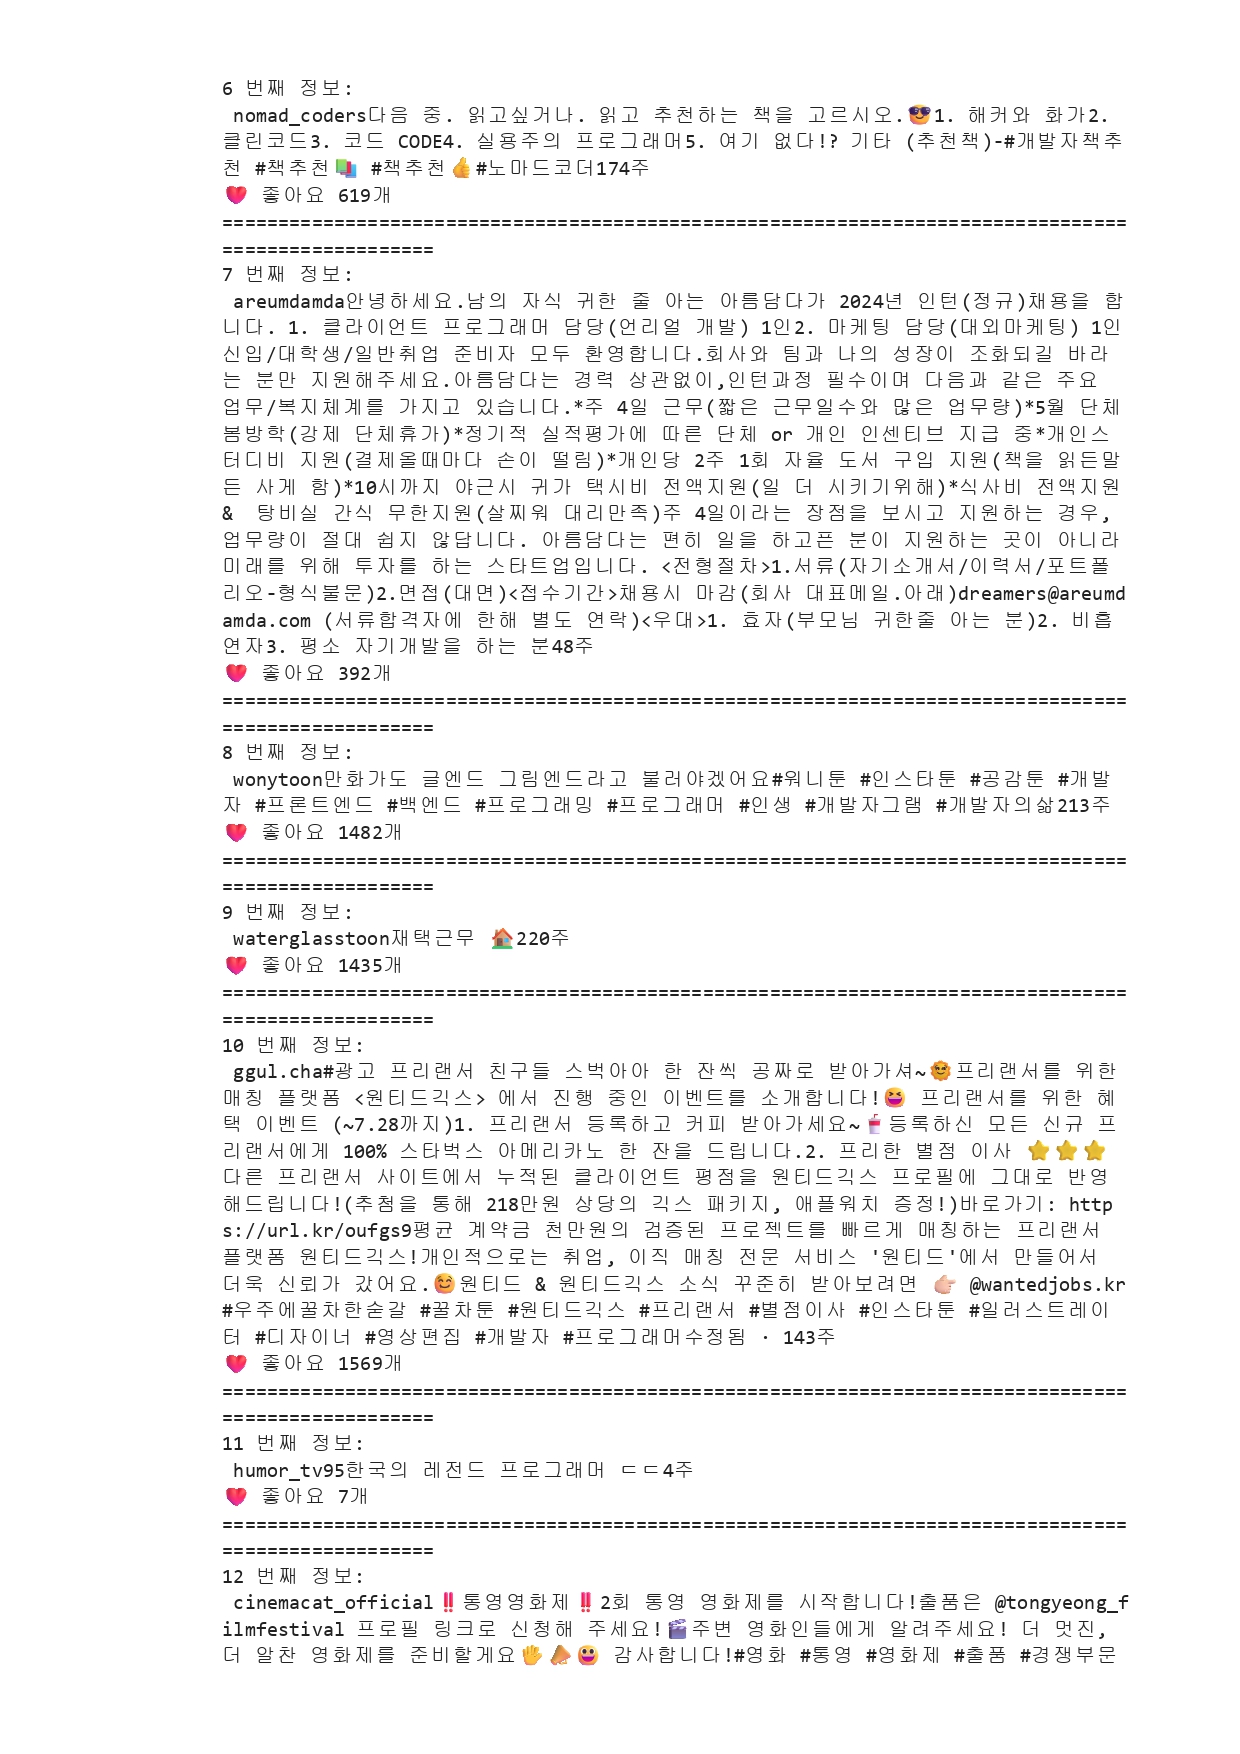 6 번째 정보:
nomad_coders다음 중. 읽고싶거나. 읽고 추천하는 책을 고르시오.😎1. 해커와 화가2.
클린코드3. 코드 CODE4. 실용주의 프로그래머5. 여기 없다!? 기타 (추천책)-#개발자책추
천 #책추천📚 #책추천👍#노마드코더174주
💓 좋아요 619개
=================================================================================
===================
7 번째 정보:
areumdamda안녕하세요.남의 자식 귀한 줄 아는 아름담다가 2024년 인턴(정규)채용을 합
니다. 1. 클라이언트 프로그래머 담당(언리얼 개발) 1인2. 마케팅 담당(대외마케팅) 1인
신입/대학생/일반취업 준비자 모두 환영합니다.회사와 팀과 나의 성장이 조화되길 바라
는 분만 지원해주세요.아름담다는 경력 상관없이,인턴과정 필수이며 다음과 같은 주요
업무/복지체계를 가지고 있습니다.*주 4일 근무(짧은 근무일수와 많은 업무량)*5월 단체
봄방학(강제 단체휴가)*정기적 실적평가에 따른 단체 or 개인 인센티브 지급 중*개인스
터디비 지원(결제올때마다 손이 떨림)*개인당 2주 1회 자율 도서 구입 지원(책을 읽든말
든 사게 함)*10시까지 야근시 귀가 택시비 전액지원(일 더 시키기위해)*식사비 전액지원
&  탕비실 간식 무한지원(살찌워 대리만족)주 4일이라는 장점을 보시고 지원하는 경우,
업무량이 절대 쉽지 않답니다. 아름담다는 편히 일을 하고픈 분이 지원하는 곳이 아니라
미래를 위해 투자를 하는 스타트업입니다. <전형절차>1.서류(자기소개서/이력서/포트폴
리오-형식불문)2.면접(대면)<접수기간>채용시 마감(회사 대표메일.아래)dreamers@areumd
amda.com (서류합격자에 한해 별도 연락)<우대>1. 효자(부모님 귀한줄 아는 분)2. 비흡
연자3. 평소 자기개발을 하는 분48주
💓 좋아요 392개
=================================================================================
===================
8 번째 정보:
wonytoon만화가도 글엔드 그림엔드라고 불러야겠어요#워니툰 #인스타툰 #공감툰 #개발
자 #프론트엔드 #백엔드 #프로그래밍 #프로그래머 #인생 #개발자그램 #개발자의삶213주
💓 좋아요 1482개
=================================================================================
===================
9 번째 정보:
waterglasstoon재택근무 🏠220주
💓 좋아요 1435개
=================================================================================
===================
10 번째 정보:
ggul.cha#광고 프리랜서 친구들 스벅아아 한 잔씩 공짜로 받아가셔~🌞프리랜서를 위한
매칭 플랫폼 <원티드긱스> 에서 진행 중인 이벤트를 소개합니다!😆 프리랜서를 위한 혜
택 이벤트 (~7.28까지)1. 프리랜서 등록하고 커피 받아가세요~🥤등록하신 모든 신규 프
리랜서에게 100% 스타벅스 아메리카노 한 잔을 드립니다.2. 프리한 별점 이사 ⭐⭐⭐
다른 프리랜서 사이트에서 누적된 클라이언트 평점을 원티드긱스 프로필에 그대로 반영
해드립니다!(추첨을 통해 218만원 상당의 긱스 패키지, 애플워치 증정!)바로가기: http
s://url.kr/oufgs9평균 계약금 천만원의 검증된 프로젝트를 빠르게 매칭하는 프리랜서
플랫폼 원티드긱스!개인적으로는 취업, 이직 매칭 전문 서비스 '원티드'에서 만들어서
더욱 신뢰가 갔어요.😊원티드 & 원티드긱스 소식 꾸준히 받아보려면 👉🏻 @wantedjobs.kr
#우주에꿀차한숟갈 #꿀차툰 #원티드긱스 #프리랜서 #별점이사 #인스타툰 #일러스트레이
터 #디자이너 #영상편집 #개발자 #프로그래머수정됨 · 143주
💓 좋아요 1569개
=================================================================================
===================
11 번째 정보:
humor_tv95한국의 레전드 프로그래머 ㄷㄷ4주
💓 좋아요 7개
=================================================================================
===================
12 번째 정보:
cinemacat_official‼️통영영화제‼️2회 통영 영화제를 시작합니다!출품은 @tongyeong_f
ilmfestival 프로필 링크로 신청해 주세요!🎬주변 영화인들에게 알려주세요! 더 멋진,
더 알찬 영화제를 준비할게요✋📣😀 감사합니다!#영화 #통영 #영화제 #출품 #경쟁부문